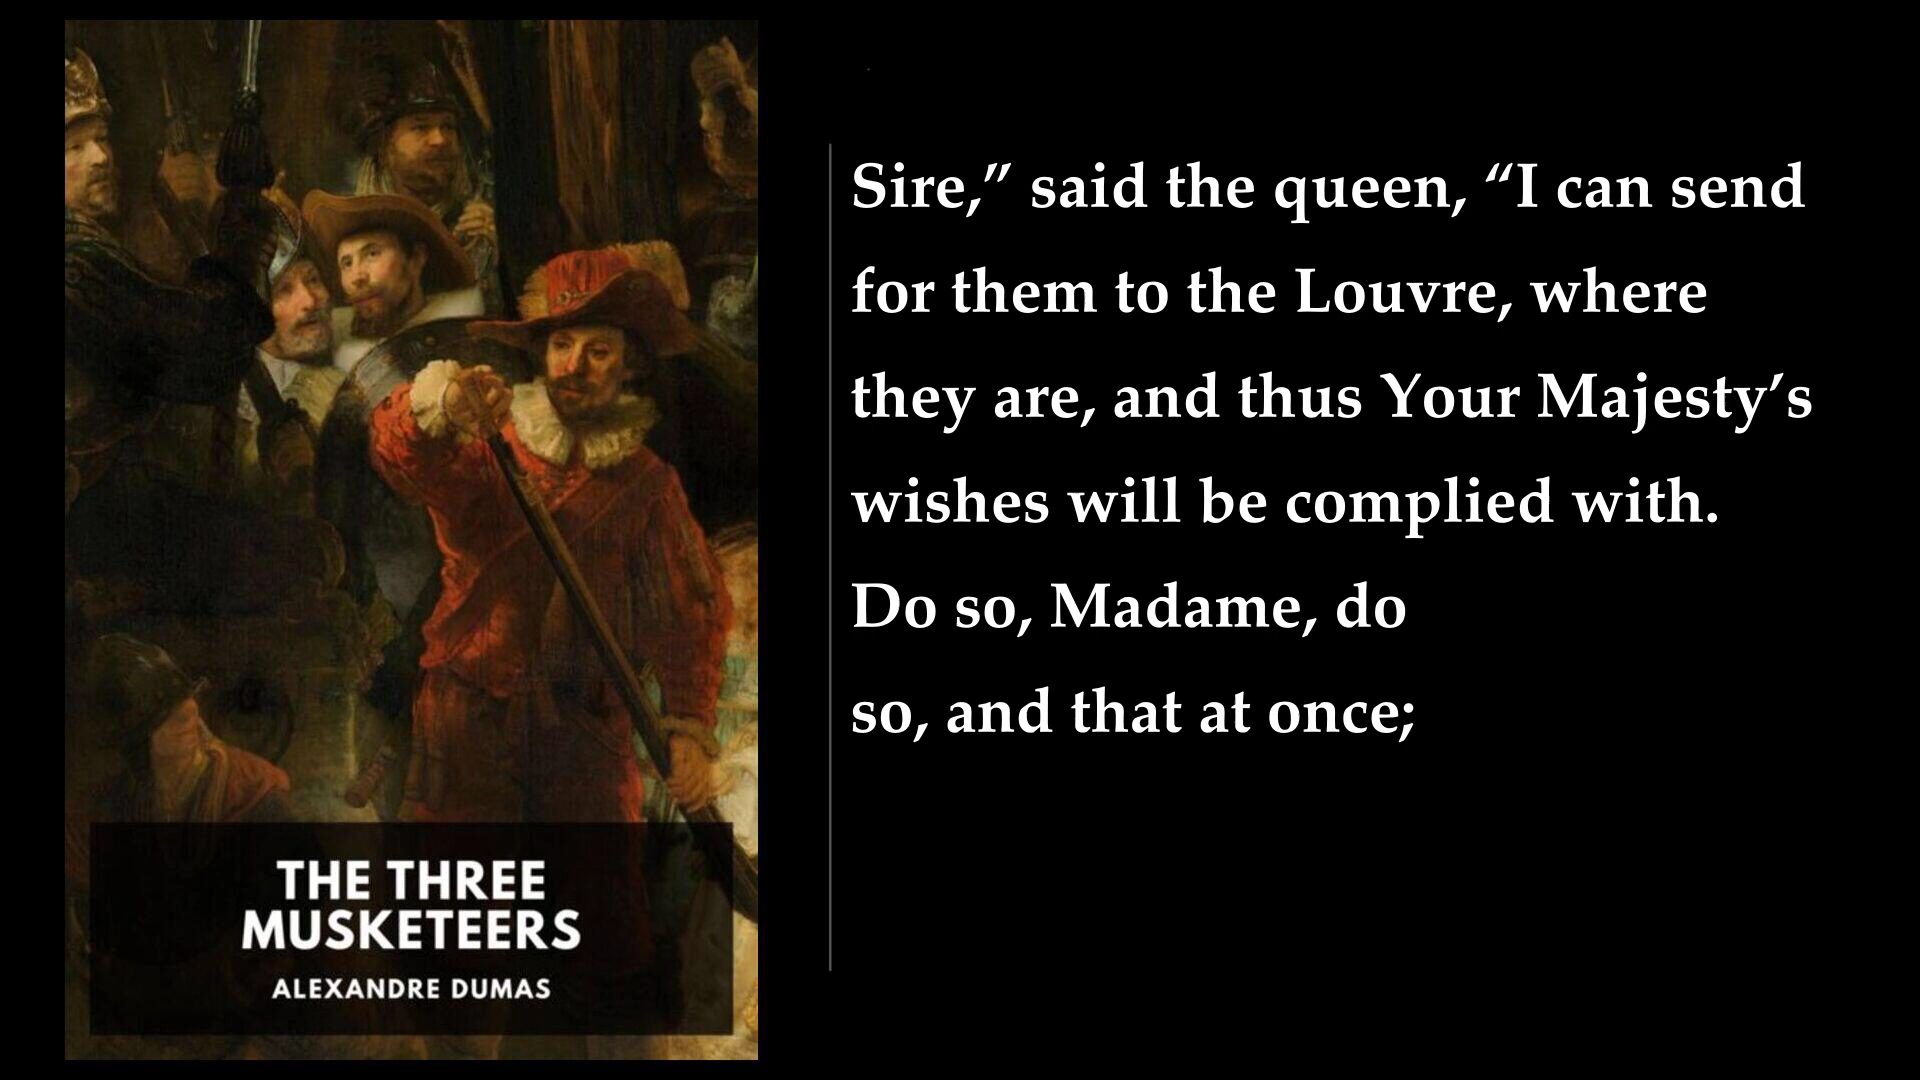 Sire,” said the queen, “I can send
for them to the Louvre, where
they are, and thus Your Majesty’s
wishes will be complied with.
Do so, Madame, do
so, and that at once;
THE THREE
MUSKETEERS
ALEXANDRE DUMAS